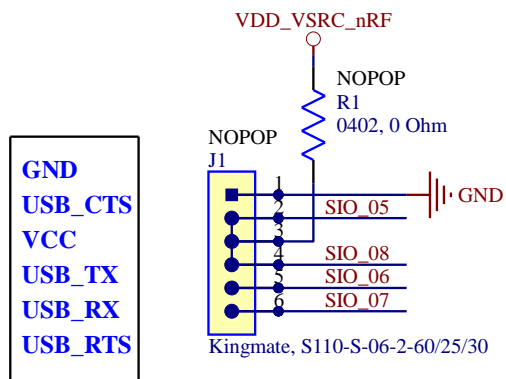 VDD_VSRC_nRF
NOPOP
R1
0402, 0 Ohm
NOPOP
J1
GND
USB_CTS
VCC
USB_TX
USB_RX
USB_RTS
1
GND
2
SIO_05
3
4
SIO_08
5
SIO_06
6
SIO_07
Kingmate, S110-S-06-2-60/25/30